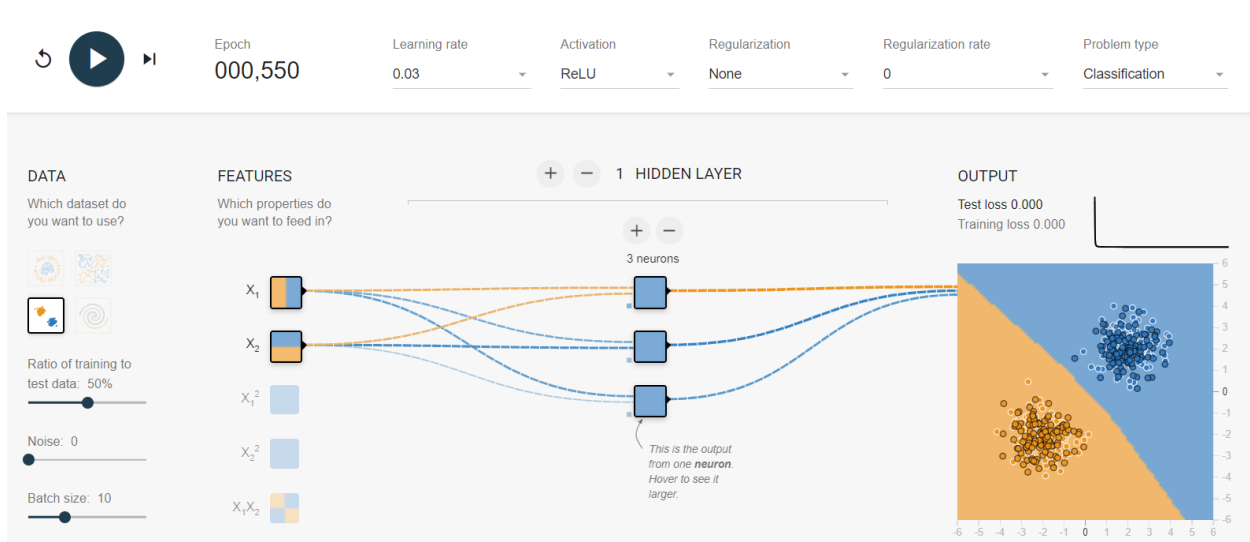 Epoch
000,550
Learning rate
0.03
Activation
ReLU
Regularization
None
Regularization rate
0
Problem type
Classification
DATA
Which dataset do
you want to use?
Ratio of training to
test data: 50%
Noise: 0
Batch size: 10
FEATURES
Which properties do
you want to feed in?
X₁
X₂
X₁²
X₂²
X₁X₂
+ − 1 HIDDEN LAYER
+ −
3 neurons
This is the output
from one neuron.
Hover to see it
larger.
OUTPUT
Test loss 0.000
Training loss 0.000
6
5
4
3
2
1
0
-1
-2
-3
-4
-5
-6
-6 -5 -4 -3 -2 -1 0 1 2 3 4 5 6